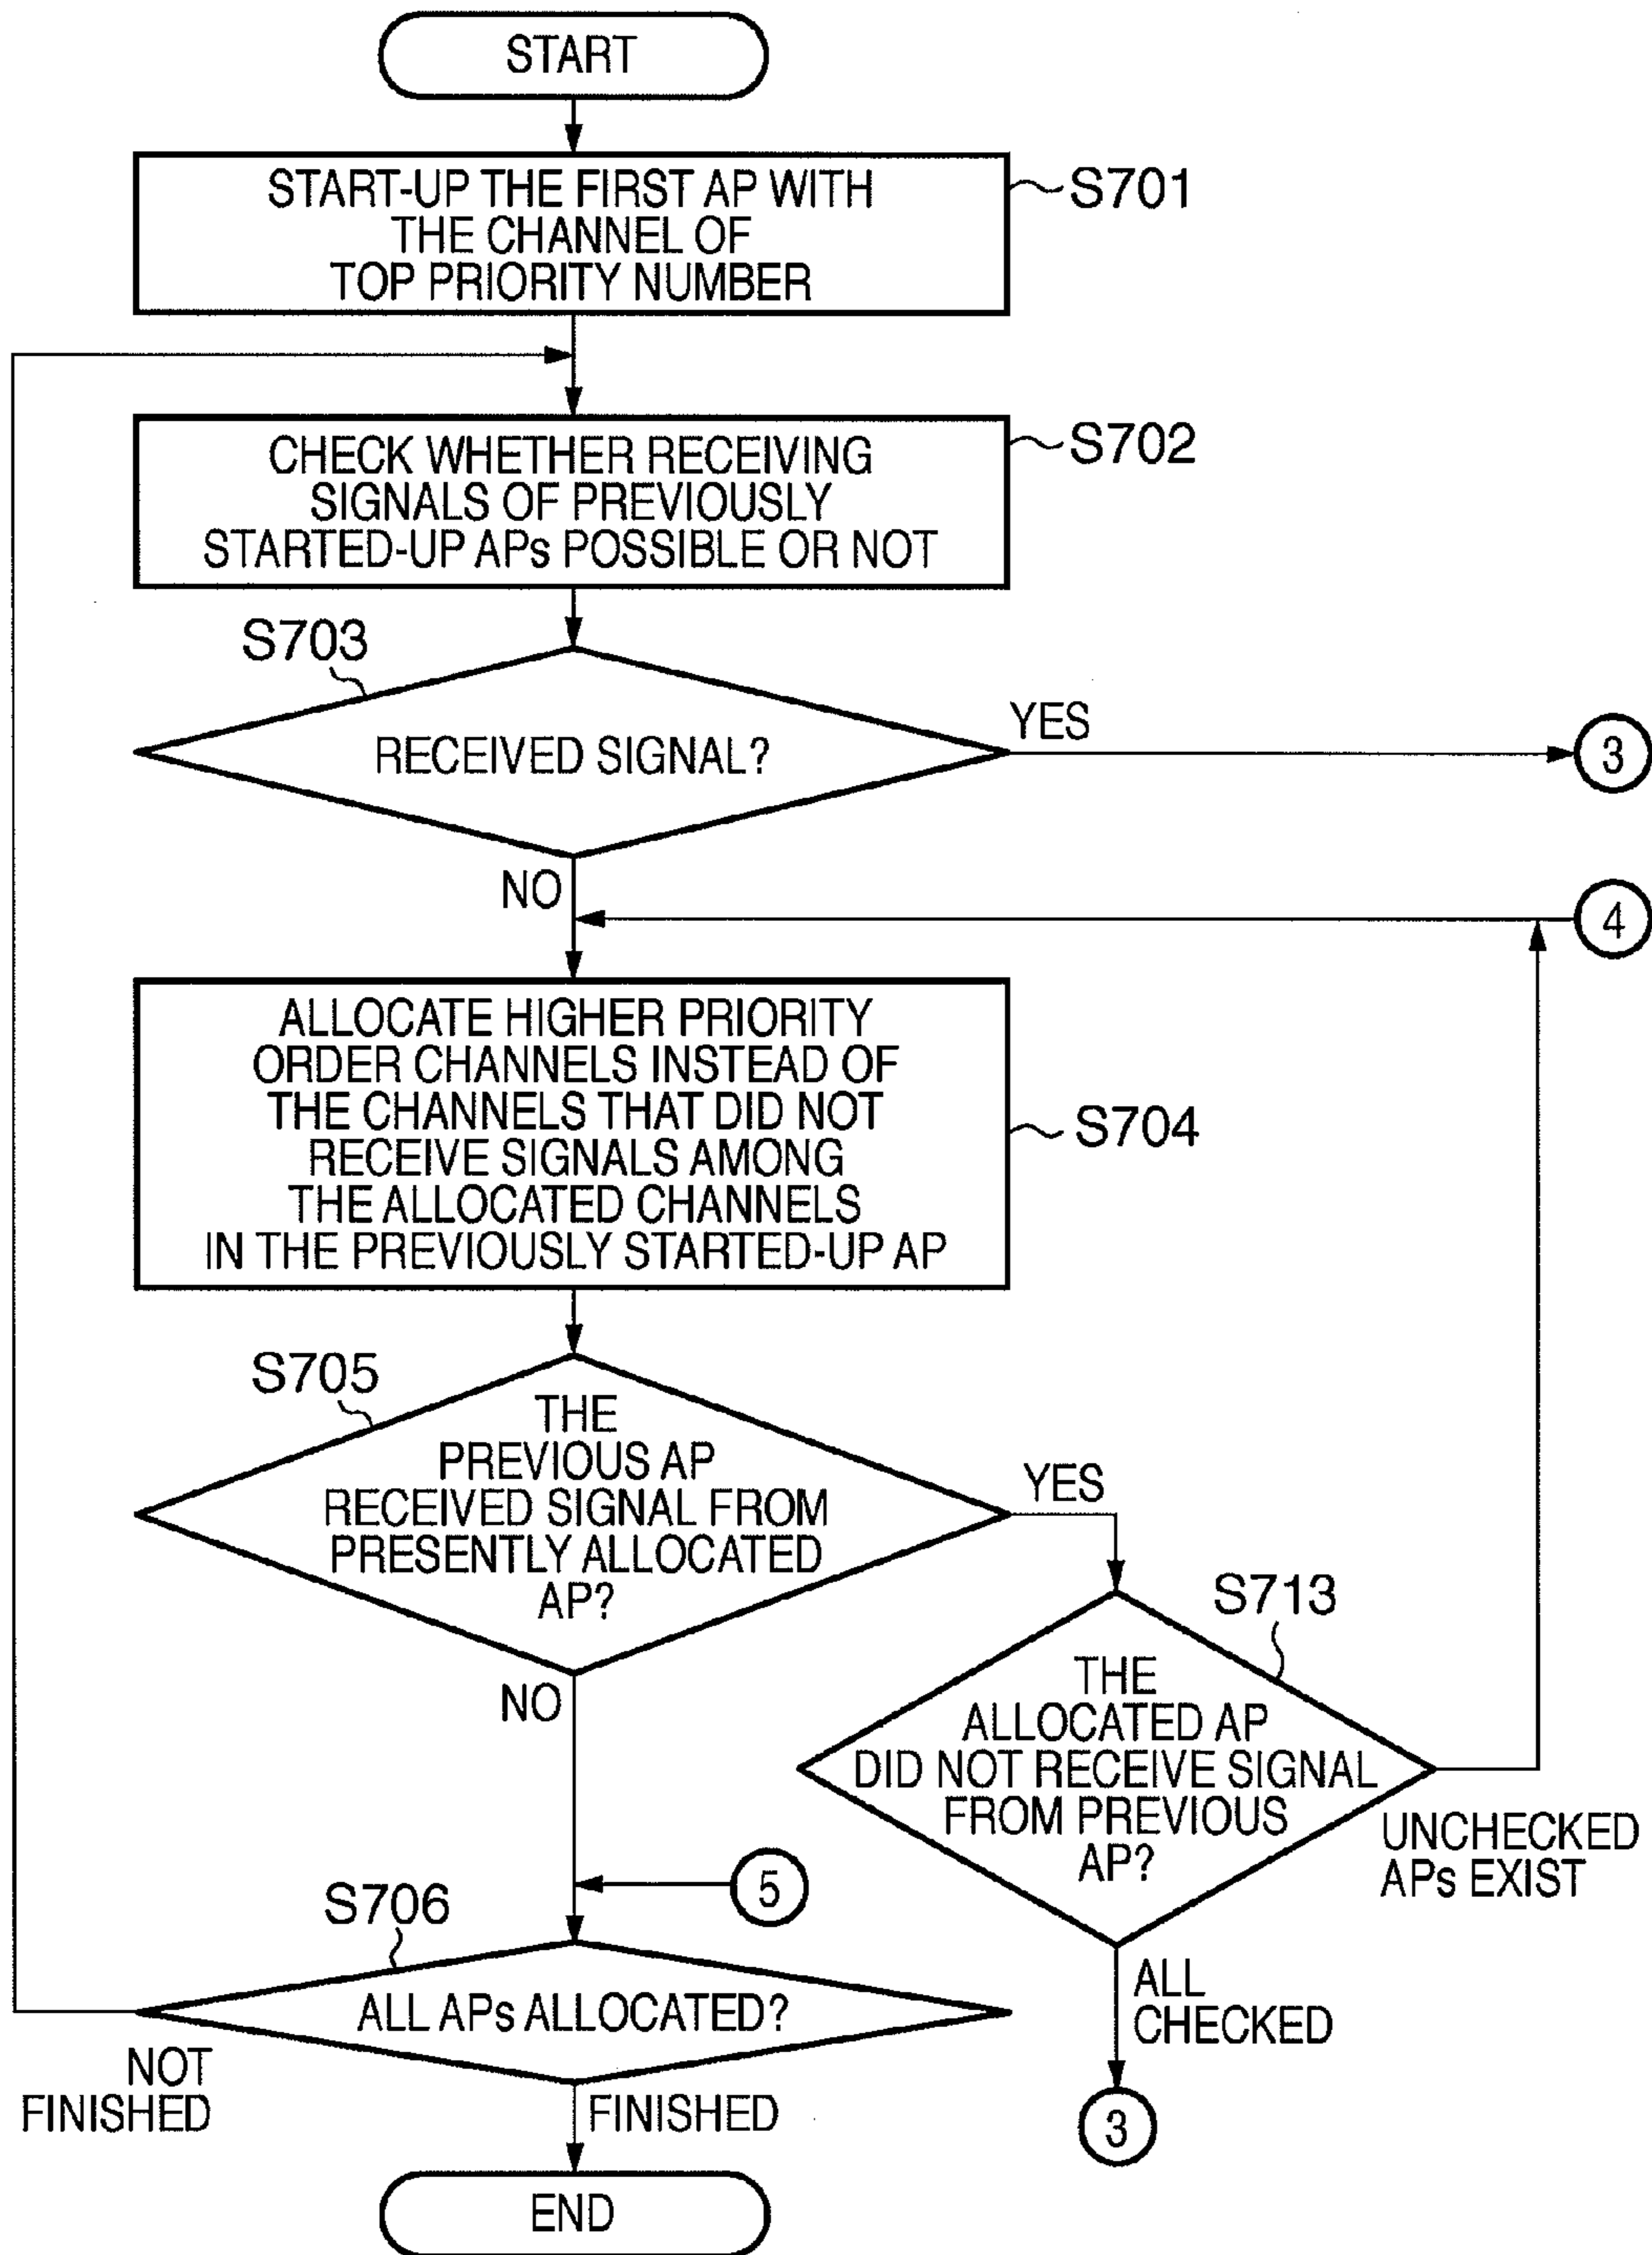 START
START-UP THE FIRST AP WITH
THE CHANNEL OF
TOP PRIORITY NUMBER
S701
CHECK WHETHER RECEIVING
SIGNALS OF PREVIOUSLY
STARTED-UP APs POSSIBLE OR NOT
S702
S703
RECEIVED SIGNAL?
YES
3
NO
4
ALLOCATE HIGHER PRIORITY
ORDER CHANNELS INSTEAD OF
THE CHANNELS THAT DID NOT
RECEIVE SIGNALS AMONG
THE ALLOCATED CHANNELS
IN THE PREVIOUSLY STARTED-UP AP
S704
S705
THE
PREVIOUS AP
RECEIVED SIGNAL FROM
PRESENTLY ALLOCATED
AP?
YES
NO
S713
THE
ALLOCATED AP
DID NOT RECEIVE SIGNAL
FROM PREVIOUS
AP?
UNCHECKED
APs EXIST
ALL
CHECKED
3
5
S706
ALL APs ALLOCATED?
NOT
FINISHED
FINISHED
END